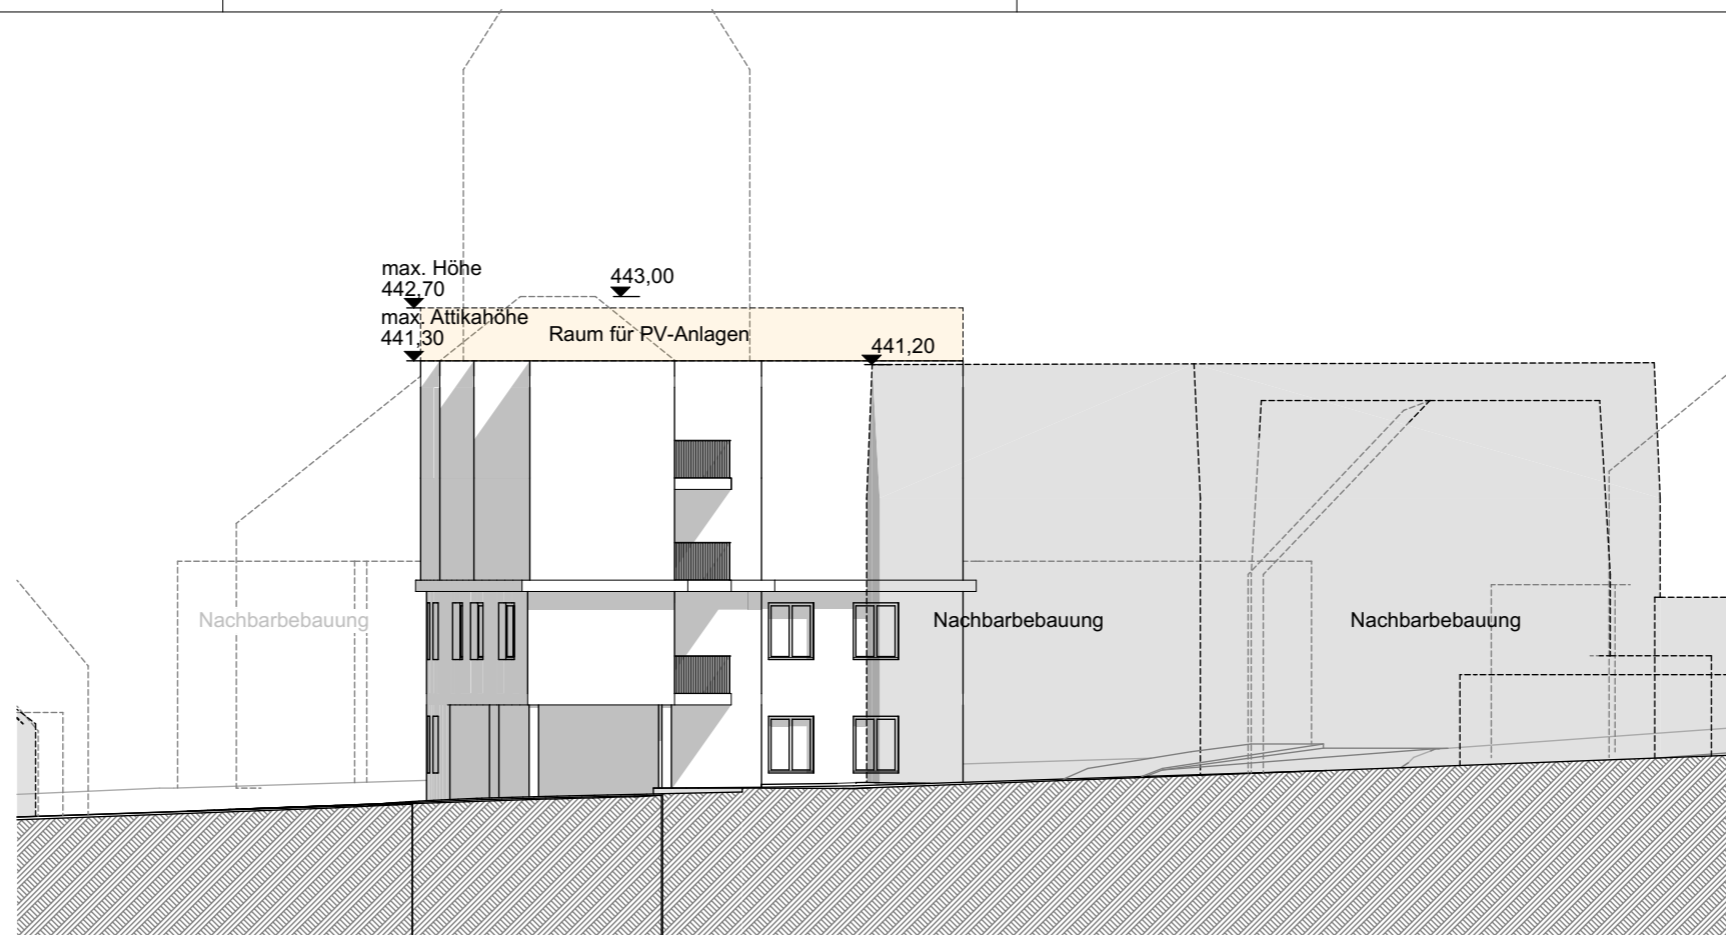 max. Höhe
442,70
443,00
max. Attikahöhe
441,30
Raum für PV-Anlagen
441,20
Nachbarbebauung
Nachbarbebauung
Nachbarbebauung